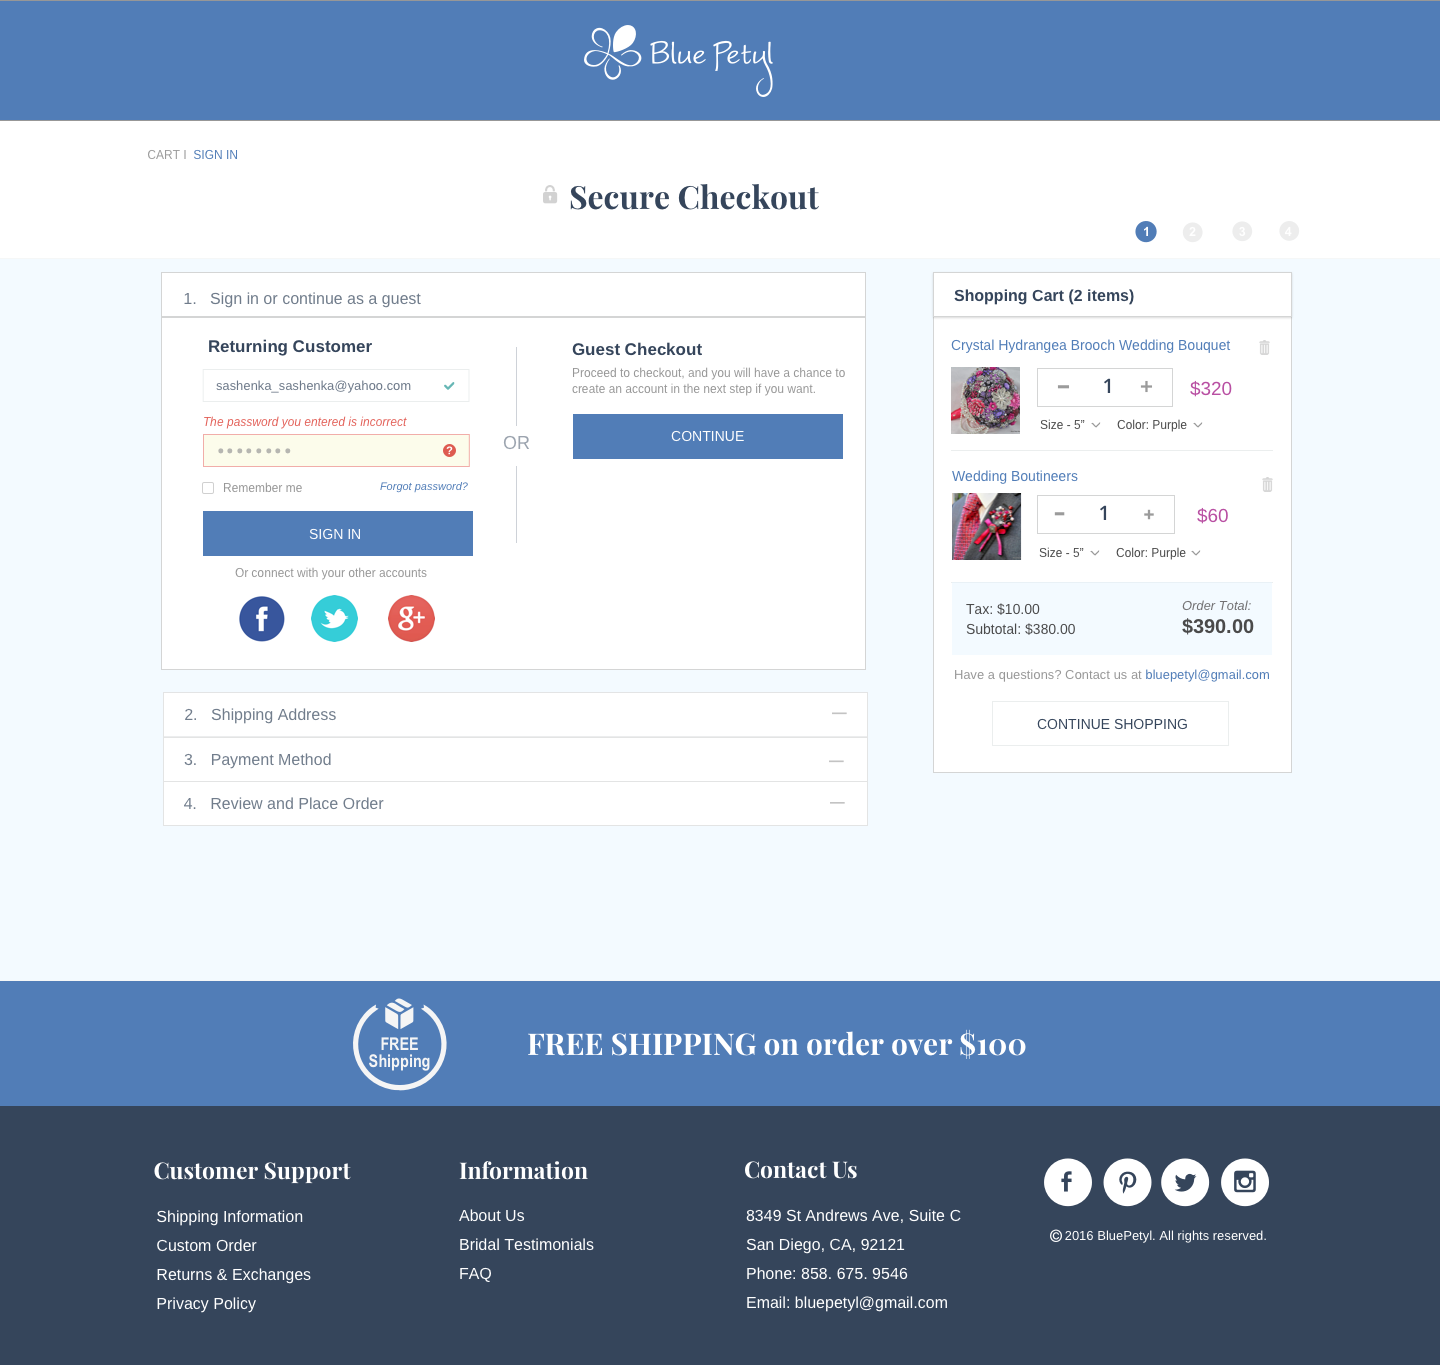 Blue Petyl
CART I SIGN IN
Secure Checkout
1 2 3 4
1. Sign in or continue as a guest
Returning Customer
sashenka_sashenka@yahoo.com
The password you entered is incorrect
?
Remember me Forgot password?
SIGN IN
Or connect with your other accounts
f g+
OR
Guest Checkout
Proceed to checkout, and you will have a chance to
create an account in the next step if you want.
CONTINUE
2. Shipping Address
3. Payment Method
4. Review and Place Order
Shopping Cart (2 items)
Crystal Hydrangea Brooch Wedding Bouquet
1 $320
Size - 5” Color: Purple
Wedding Boutineers
1 $60
Size - 5” Color: Purple
Tax: $10.00
Subtotal: $380.00
Order Total:
$390.00
Have a questions? Contact us at bluepetyl@gmail.com
CONTINUE SHOPPING
FREE
Shipping
FREE SHIPPING on order over $100
Customer Support
Shipping Information
Custom Order
Returns & Exchanges
Privacy Policy
Information
About Us
Bridal Testimonials
FAQ
Contact Us
8349 St Andrews Ave, Suite C
San Diego, CA, 92121
Phone: 858. 675. 9546
Email: bluepetyl@gmail.com
f
© 2016 BluePetyl. All rights reserved.